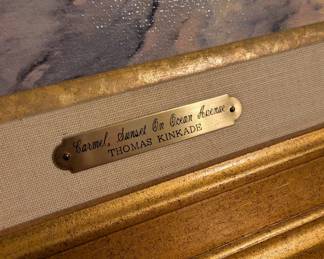 Carmel, Sunset On Ocean Avenue
THOMAS KINKADE